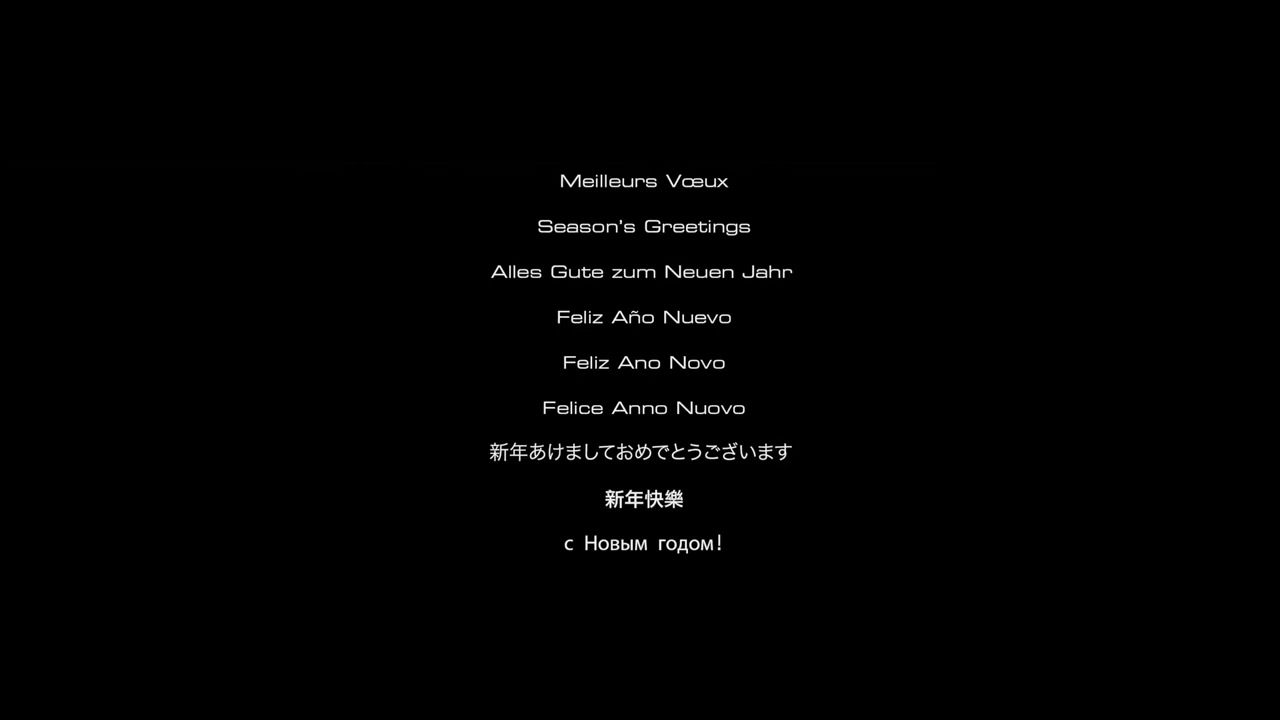 Meilleurs Vœux
Season's Greetings
Alles Gute zum Neuen Jahr
Feliz Año Nuevo
Feliz Ano Novo
Felice Anno Nuovo
新年あけましておめでとうございます
新年快樂
с Новым годом!